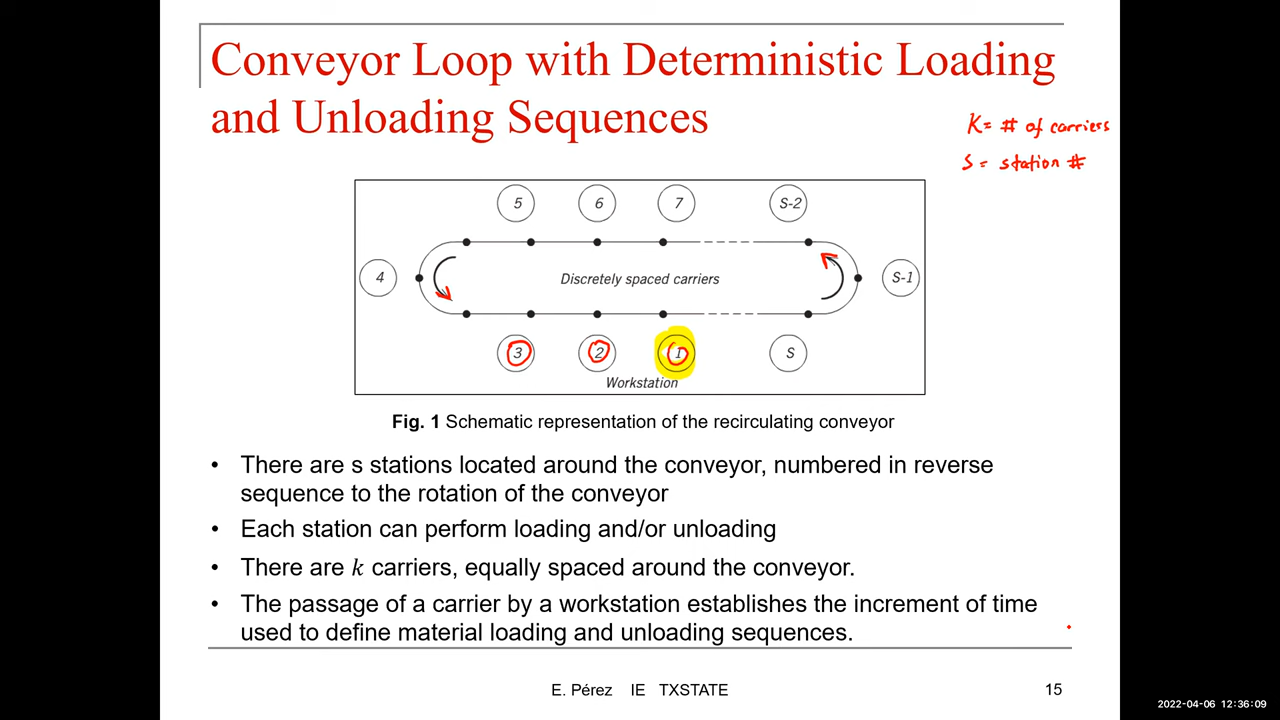 Conveyor Loop with Deterministic Loading
and Unloading Sequences
K= # of carriers
S = station #
5 6 7 S-2
4 Discretely spaced carriers S-1
3 2 1 S
Workstation
Fig. 1 Schematic representation of the recirculating conveyor
• There are s stations located around the conveyor, numbered in reverse
sequence to the rotation of the conveyor
• Each station can perform loading and/or unloading
• There are k carriers, equally spaced around the conveyor.
• The passage of a carrier by a workstation establishes the increment of time
used to define material loading and unloading sequences.
E. Pérez IE TXSTATE 15
2022-04-06 12:36:09